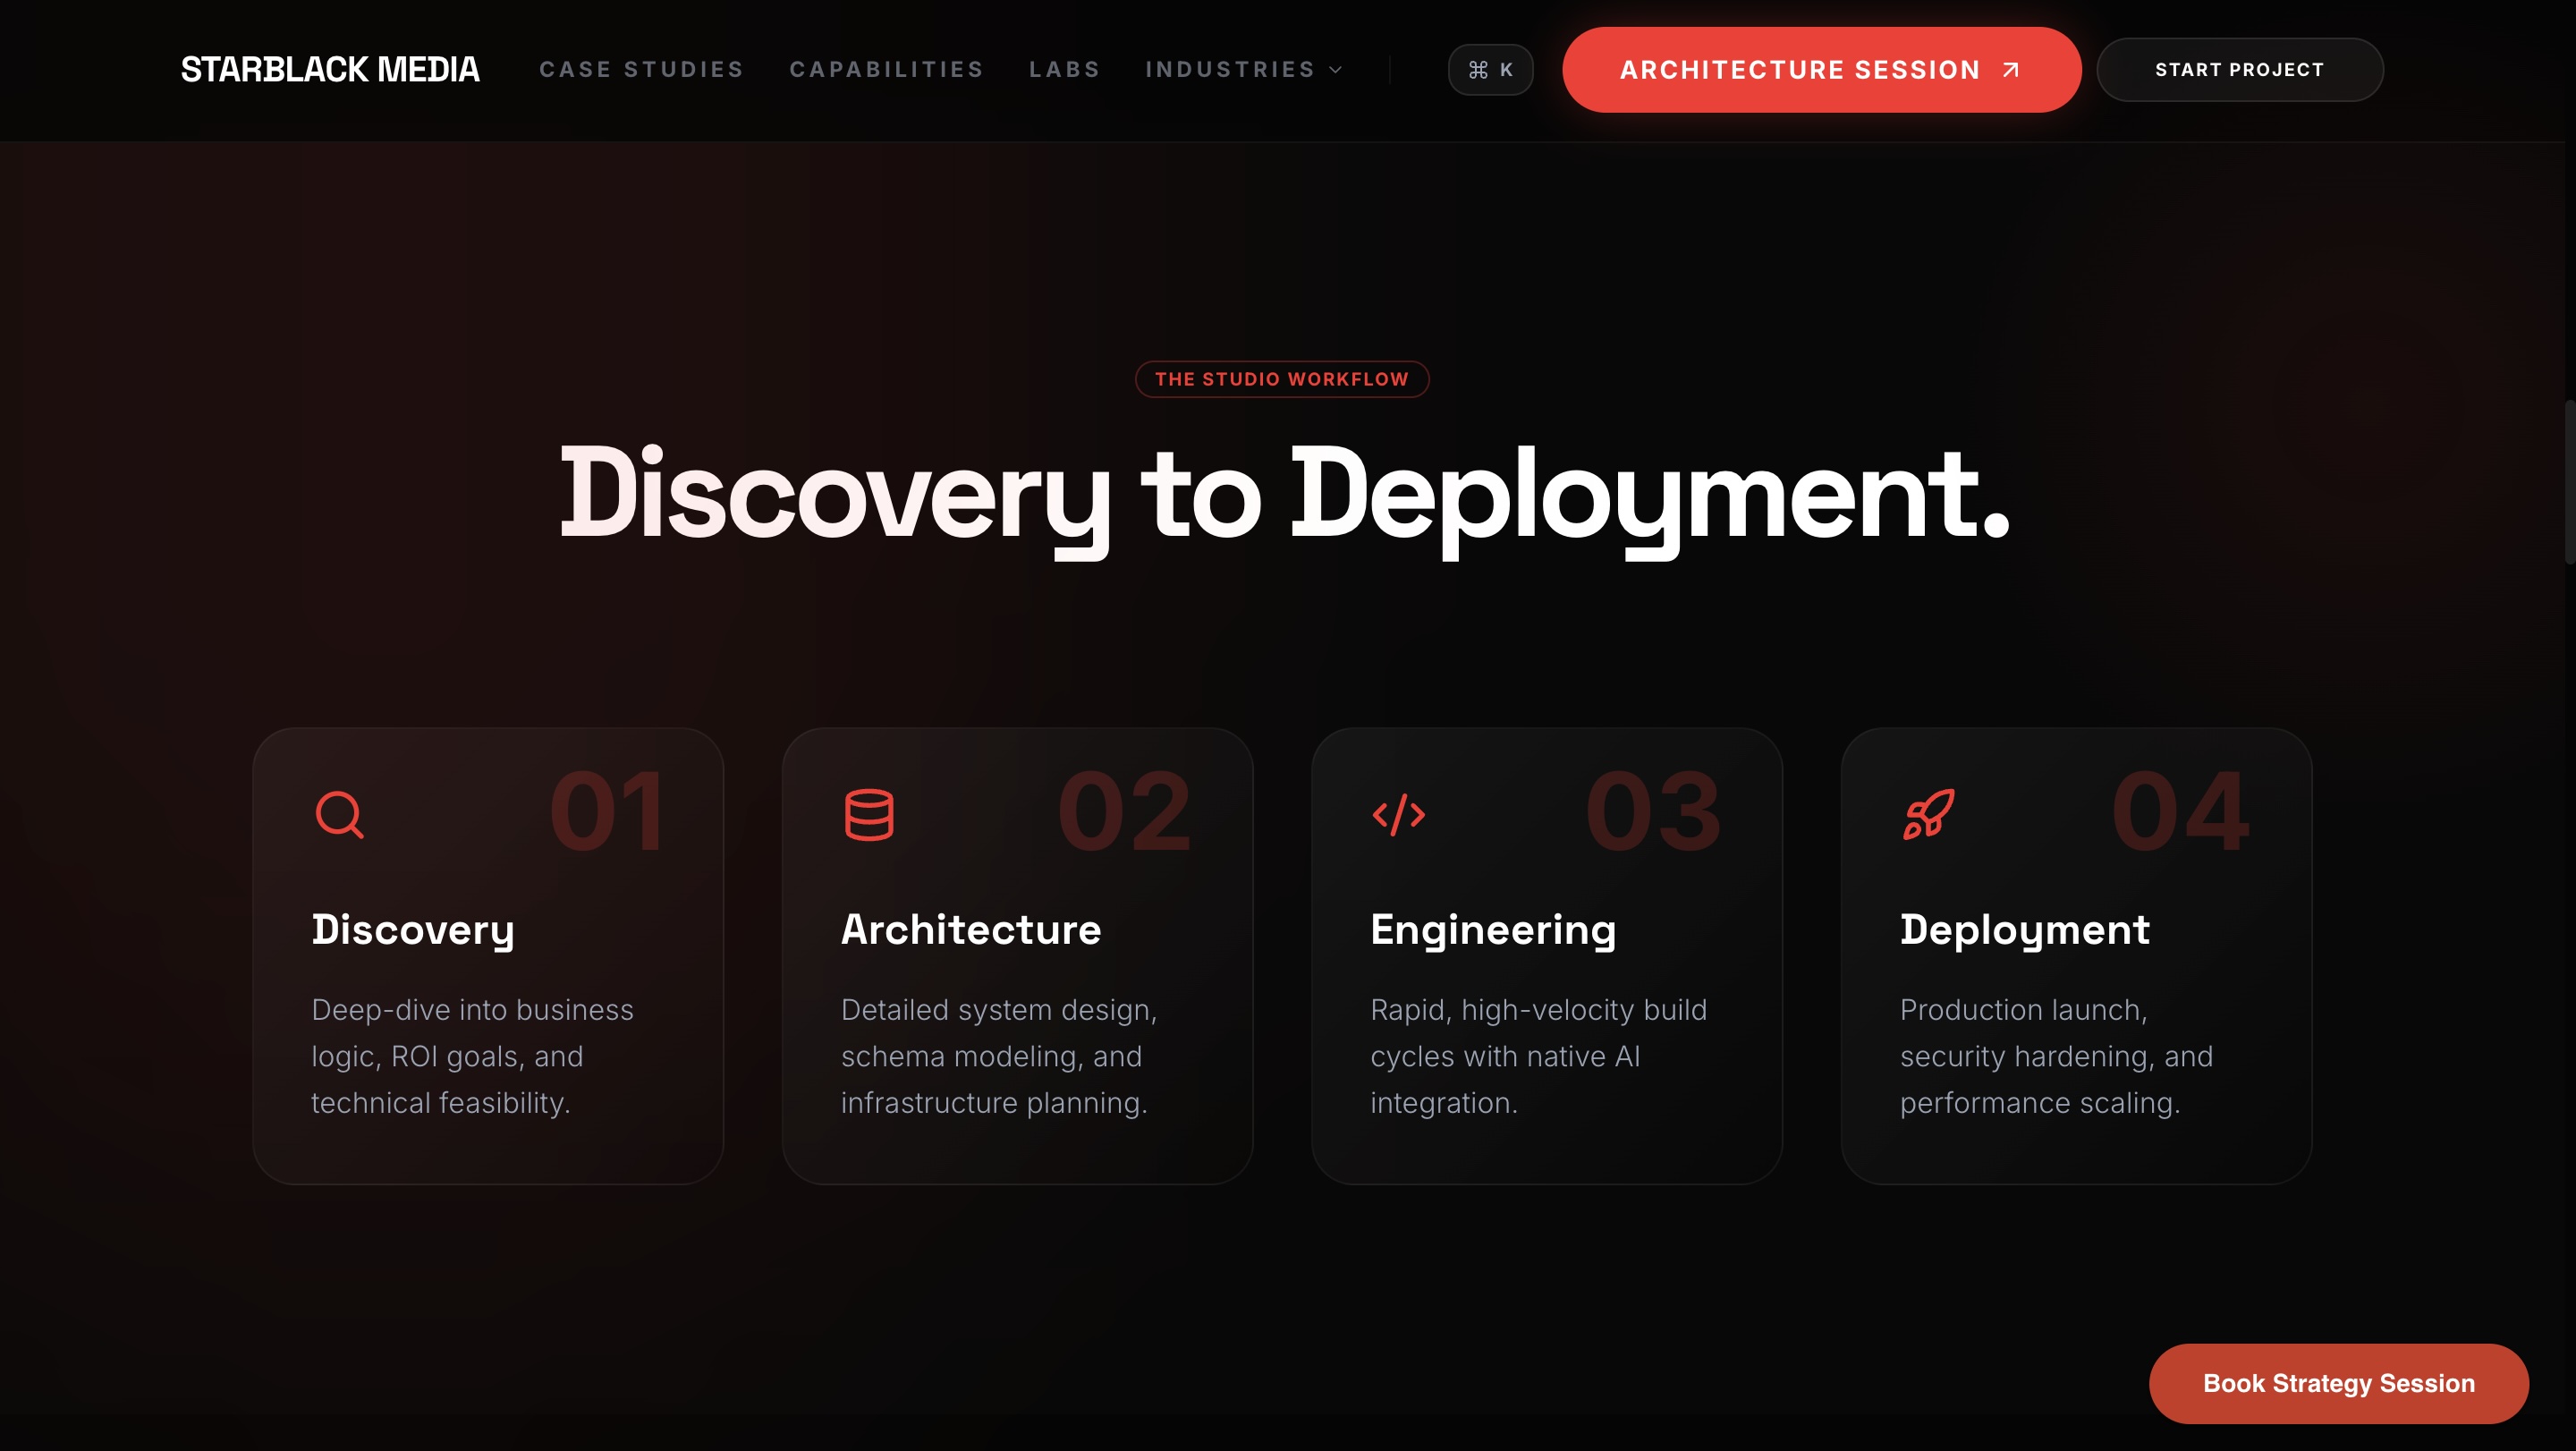 STARBLACK MEDIA
CASE STUDIES
CAPABILITIES
LABS
INDUSTRIES
⌘ K
ARCHITECTURE SESSION
START PROJECT
THE STUDIO WORKFLOW
Discovery to Deployment.
01
Discovery
Deep-dive into business
logic, ROI goals, and
technical feasibility.
02
Architecture
Detailed system design,
schema modeling, and
infrastructure planning.
03
Engineering
Rapid, high-velocity build
cycles with native AI
integration.
04
Deployment
Production launch,
security hardening, and
performance scaling.
Book Strategy Session